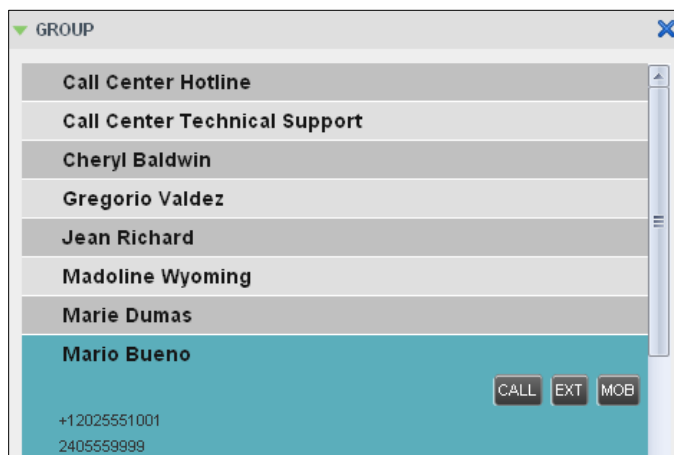 GROUP
Call Center Hotline
Call Center Technical Support
Cheryl Baldwin
Gregorio Valdez
Jean Richard
Madoline Wyoming
Marie Dumas
Mario Bueno
CALL EXT MOB
+12025551001
2405559999